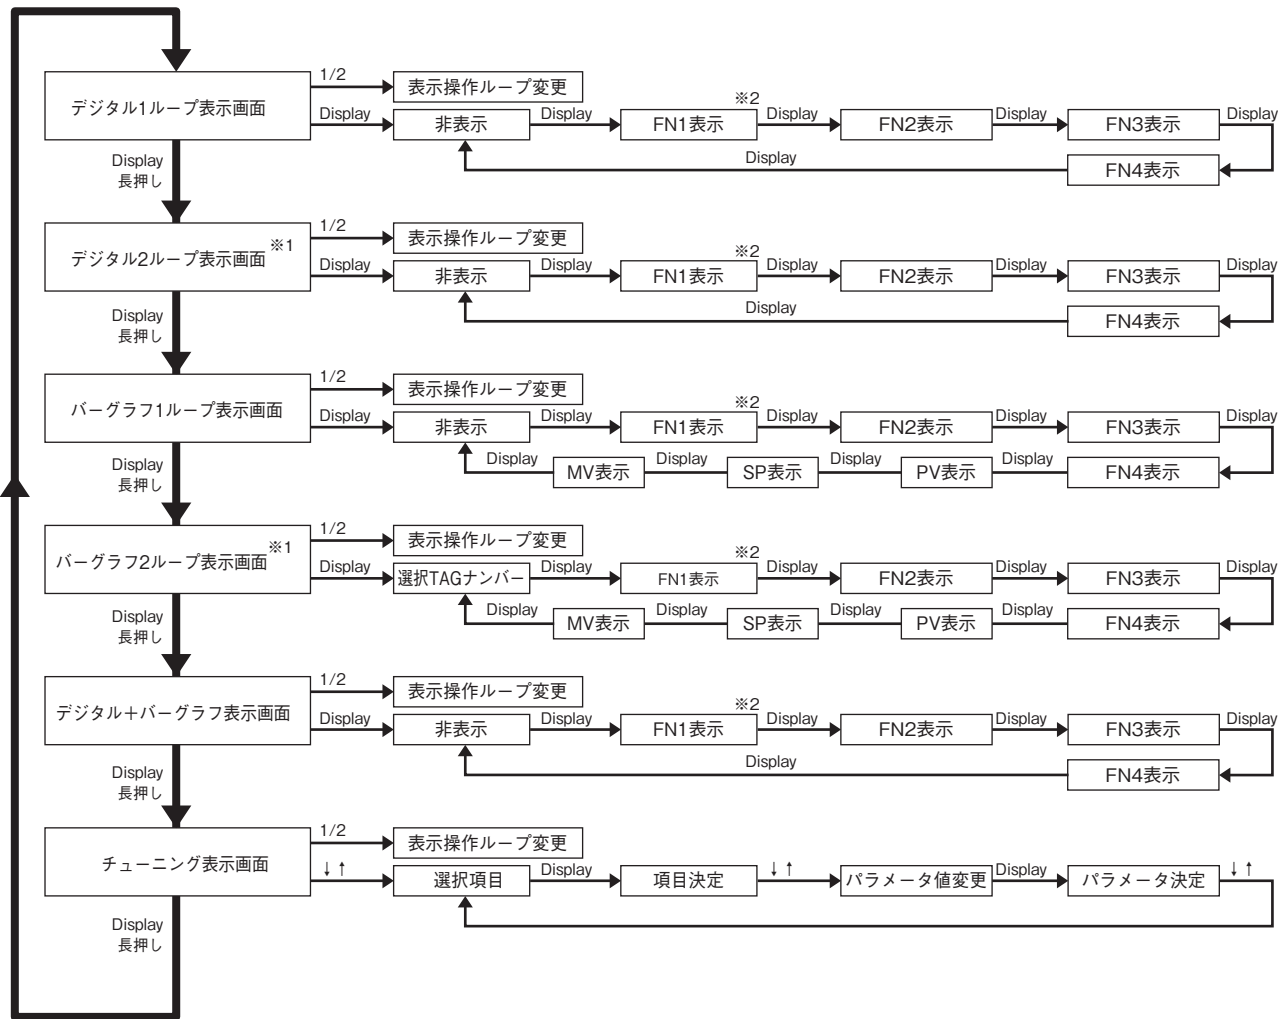 1/2
表示操作ループ変更
デジタル1ループ表示画面
Display
非表示
Display
FN1表示
※2
Display
FN2表示
Display
FN3表示
Display
Display
FN4表示
Display
長押し
1/2
表示操作ループ変更
デジタル2ループ表示画面
※1
Display
非表示
Display
FN1表示
※2
Display
FN2表示
Display
FN3表示
Display
Display
FN4表示
Display
長押し
1/2
表示操作ループ変更
バーグラフ1ループ表示画面
Display
非表示
Display
FN1表示
※2
Display
FN2表示
Display
FN3表示
Display
Display
MV表示
Display
SP表示
Display
PV表示
Display
FN4表示
Display
長押し
1/2
表示操作ループ変更
バーグラフ2ループ表示画面
※1
Display
選択TAGナンバー
Display
FN1表示
※2
Display
FN2表示
Display
FN3表示
Display
Display
MV表示
Display
SP表示
Display
PV表示
Display
FN4表示
Display
長押し
1/2
表示操作ループ変更
デジタル＋バーグラフ表示画面
Display
非表示
Display
FN1表示
※2
Display
FN2表示
Display
FN3表示
Display
Display
FN4表示
Display
長押し
1/2
表示操作ループ変更
チューニング表示画面
↓↑
選択項目
Display
項目決定
↓↑
パラメータ値変更
Display
パラメータ決定
↓↑
Display
長押し